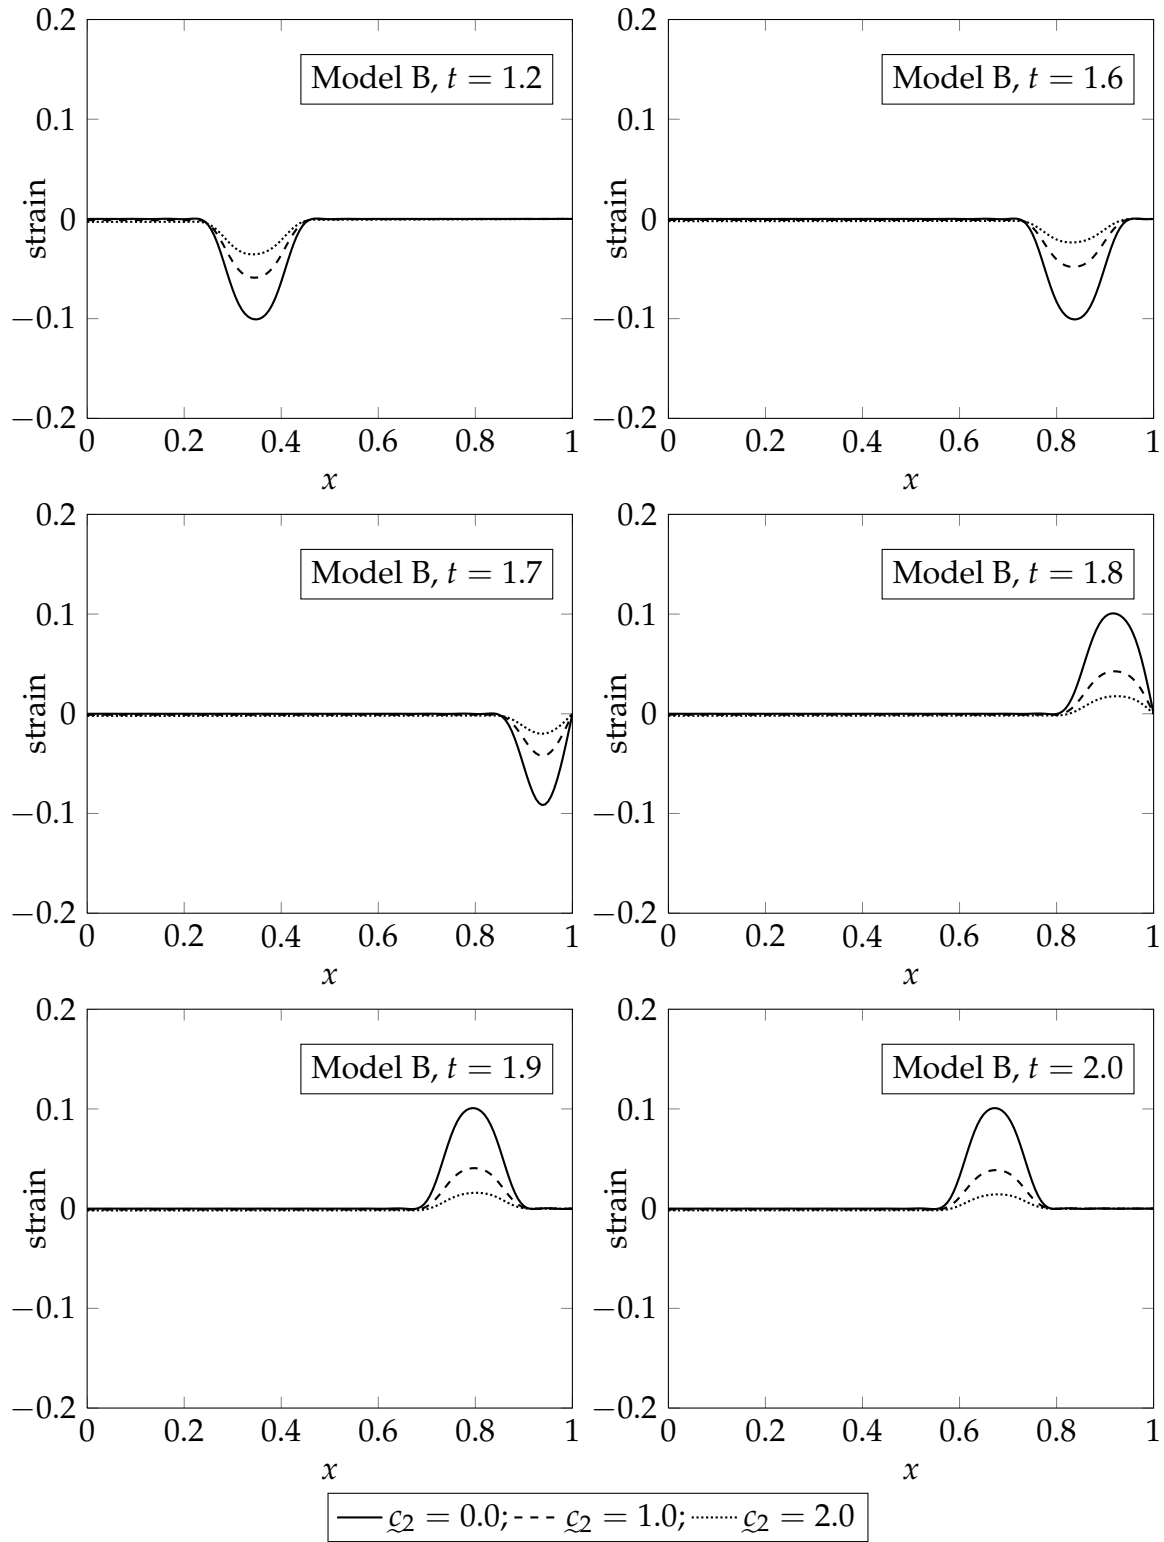 0.2
Model B, t = 1.2
0.1
strain
0
−0.1
−0.2
0 0.2 0.4 0.6 0.8 1
x
0.2
Model B, t = 1.6
0.1
strain
0
−0.1
−0.2
0 0.2 0.4 0.6 0.8 1
x
0.2
Model B, t = 1.7
0.1
strain
0
−0.1
−0.2
0 0.2 0.4 0.6 0.8 1
x
0.2
Model B, t = 1.8
0.1
strain
0
−0.1
−0.2
0 0.2 0.4 0.6 0.8 1
x
0.2
Model B, t = 1.9
0.1
strain
0
−0.1
−0.2
0 0.2 0.4 0.6 0.8 1
x
0.2
Model B, t = 2.0
0.1
strain
0
−0.1
−0.2
0 0.2 0.4 0.6 0.8 1
x
c̰₂ = 0.0; c̰₂ = 1.0; c̰₂ = 2.0